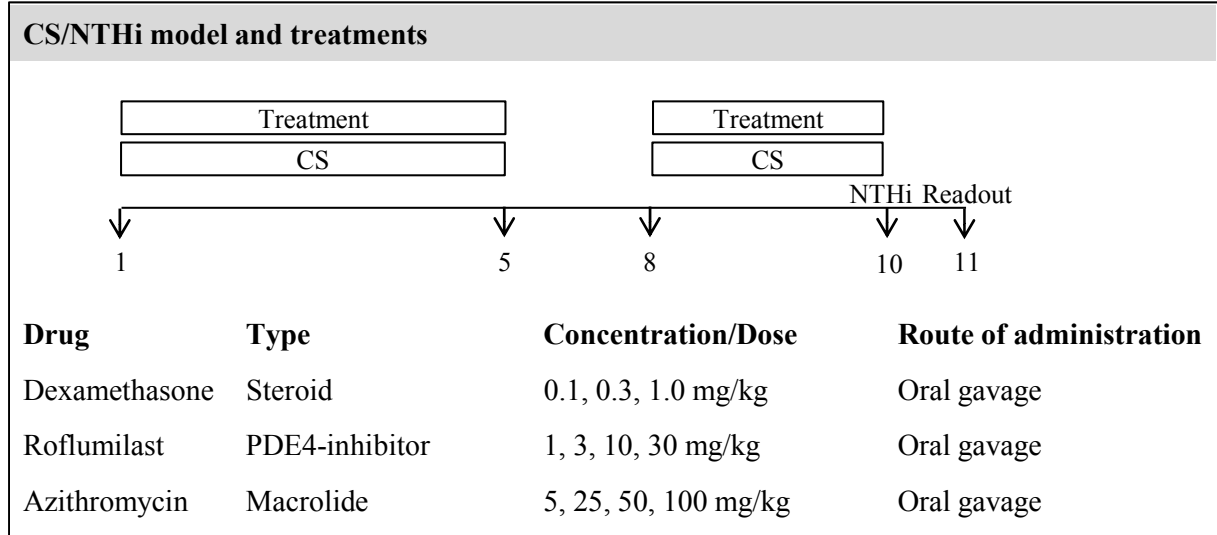 CS/NTHi model and treatments
Treatment Treatment
CS CS
NTHi Readout
1 5 8 10 11
Drug Type Concentration/Dose Route of administration
Dexamethasone Steroid 0.1, 0.3, 1.0 mg/kg Oral gavage
Roflumilast PDE4-inhibitor 1, 3, 10, 30 mg/kg Oral gavage
Azithromycin Macrolide 5, 25, 50, 100 mg/kg Oral gavage